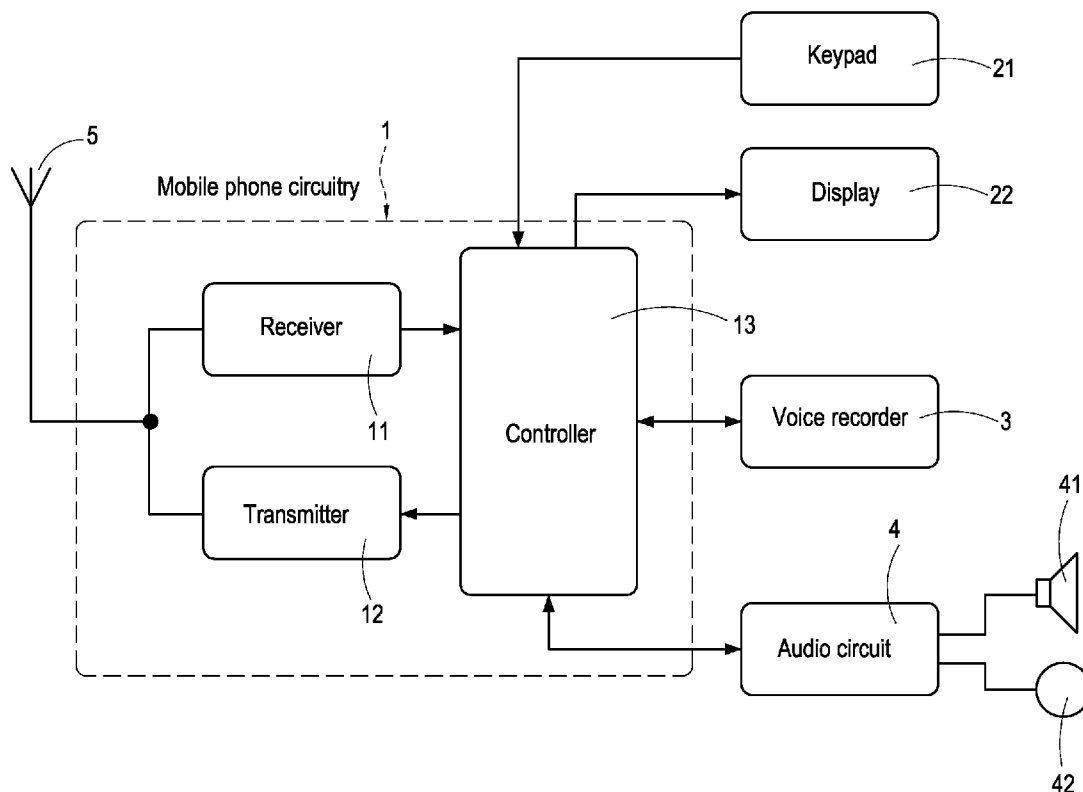 Keypad
21
1
5
Mobile phone circuitry
Display
22
Receiver
13
11
Controller
Voice recorder
3
Transmitter
12
41
4
Audio circuit
42